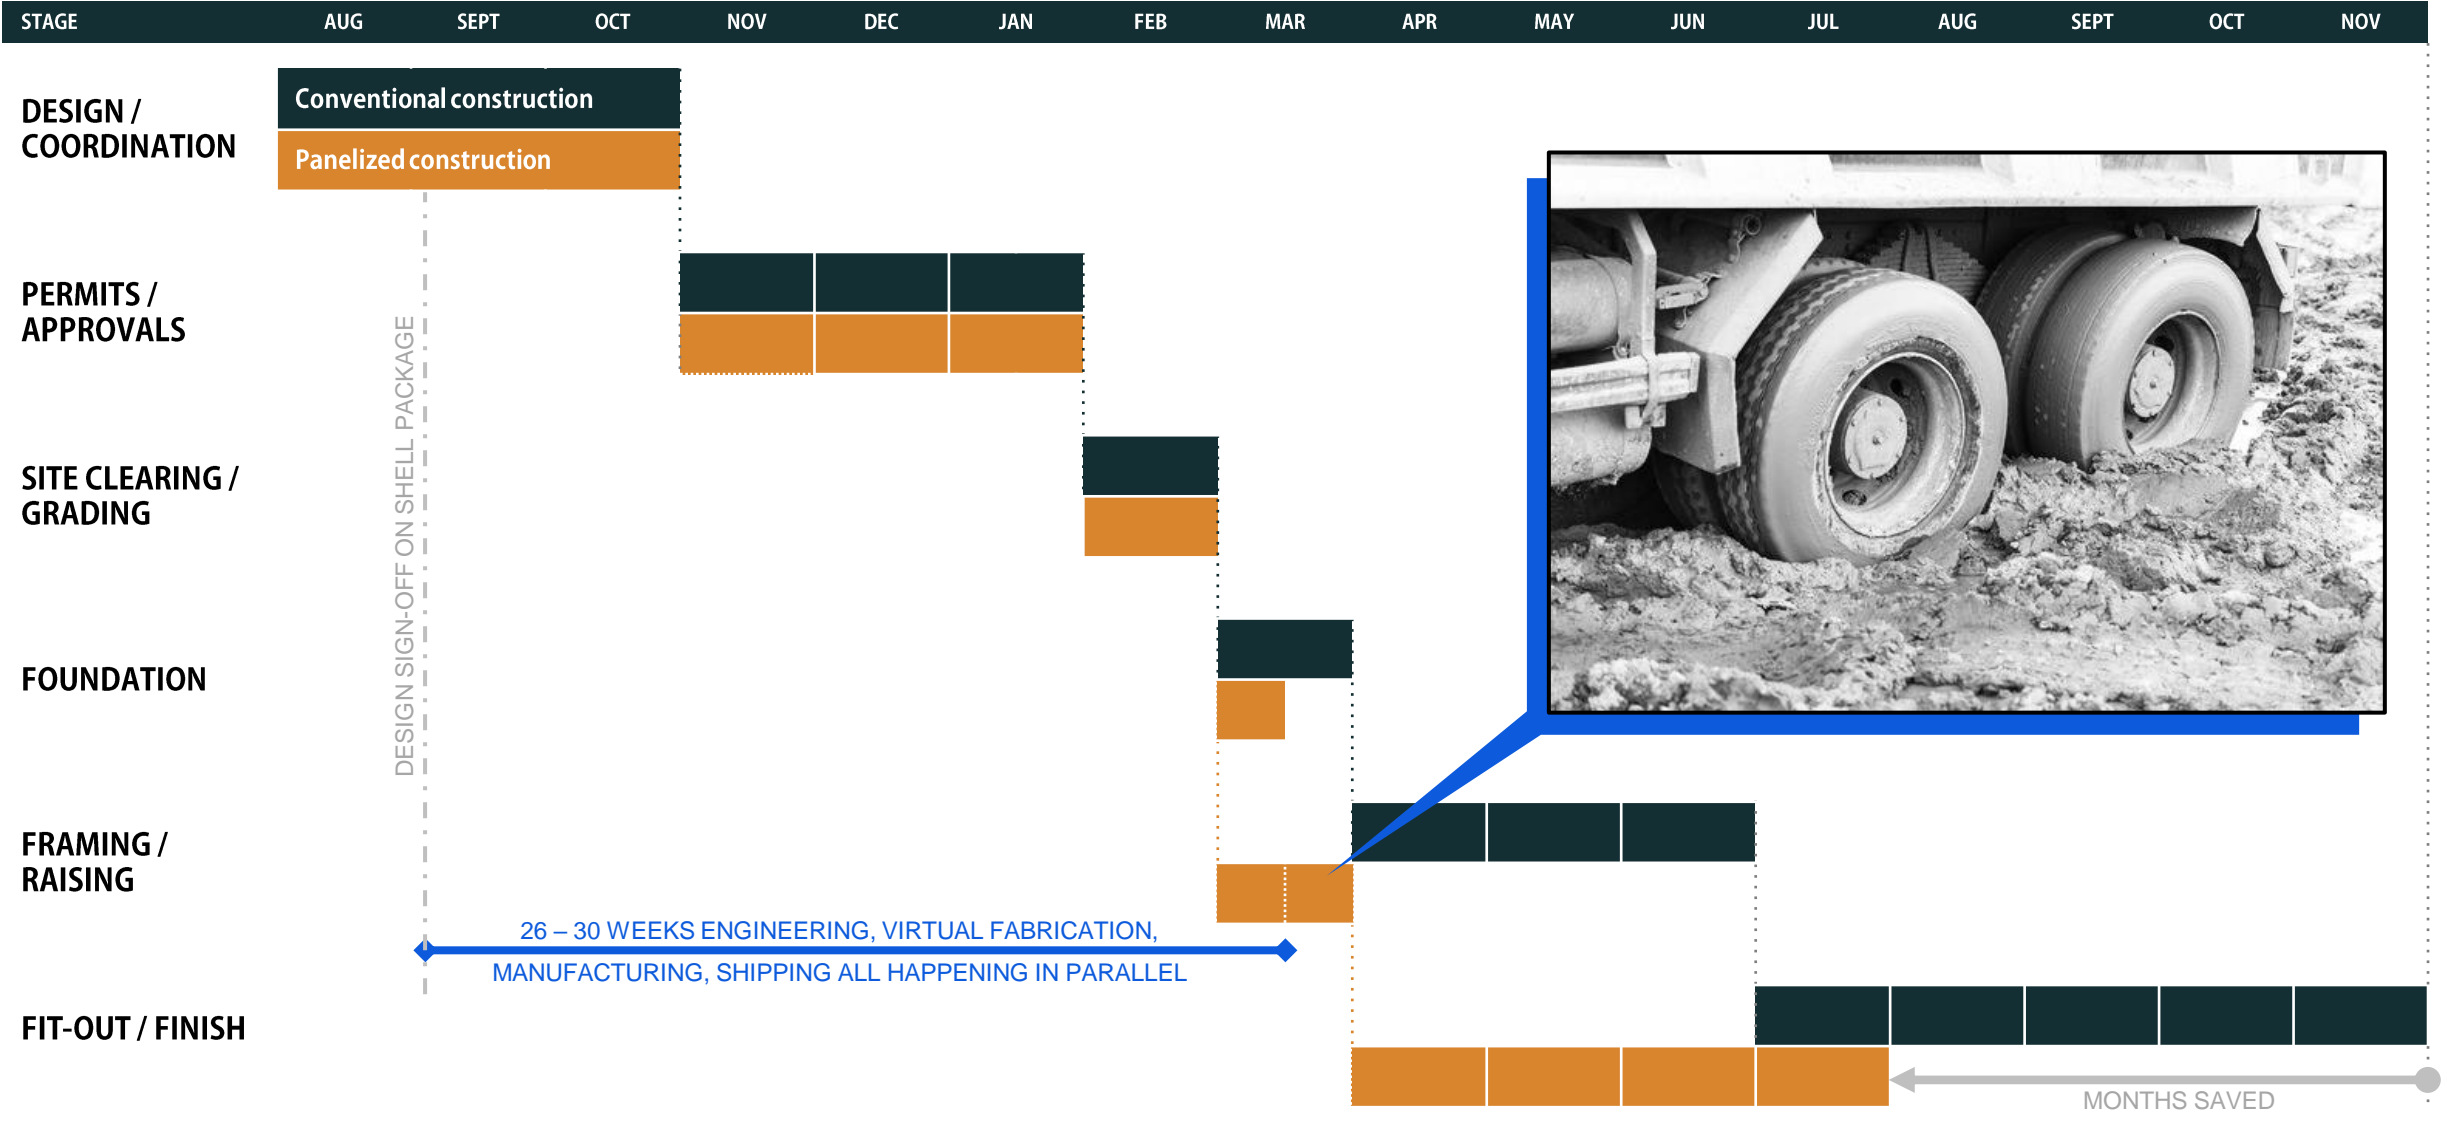 STAGE AUG SEPT OCT NOV DEC JAN FEB MAR APR MAY JUN JUL AUG SEPT OCT NOV
DESIGN /
COORDINATION
Conventional construction
Panelized construction
PERMITS /
APPROVALS
DESIGN SIGN-OFF ON SHELL PACKAGE
SITE CLEARING /
GRADING
FOUNDATION
FRAMING /
RAISING
26 – 30 WEEKS ENGINEERING, VIRTUAL FABRICATION,
MANUFACTURING, SHIPPING ALL HAPPENING IN PARALLEL
FIT-OUT / FINISH
MONTHS SAVED